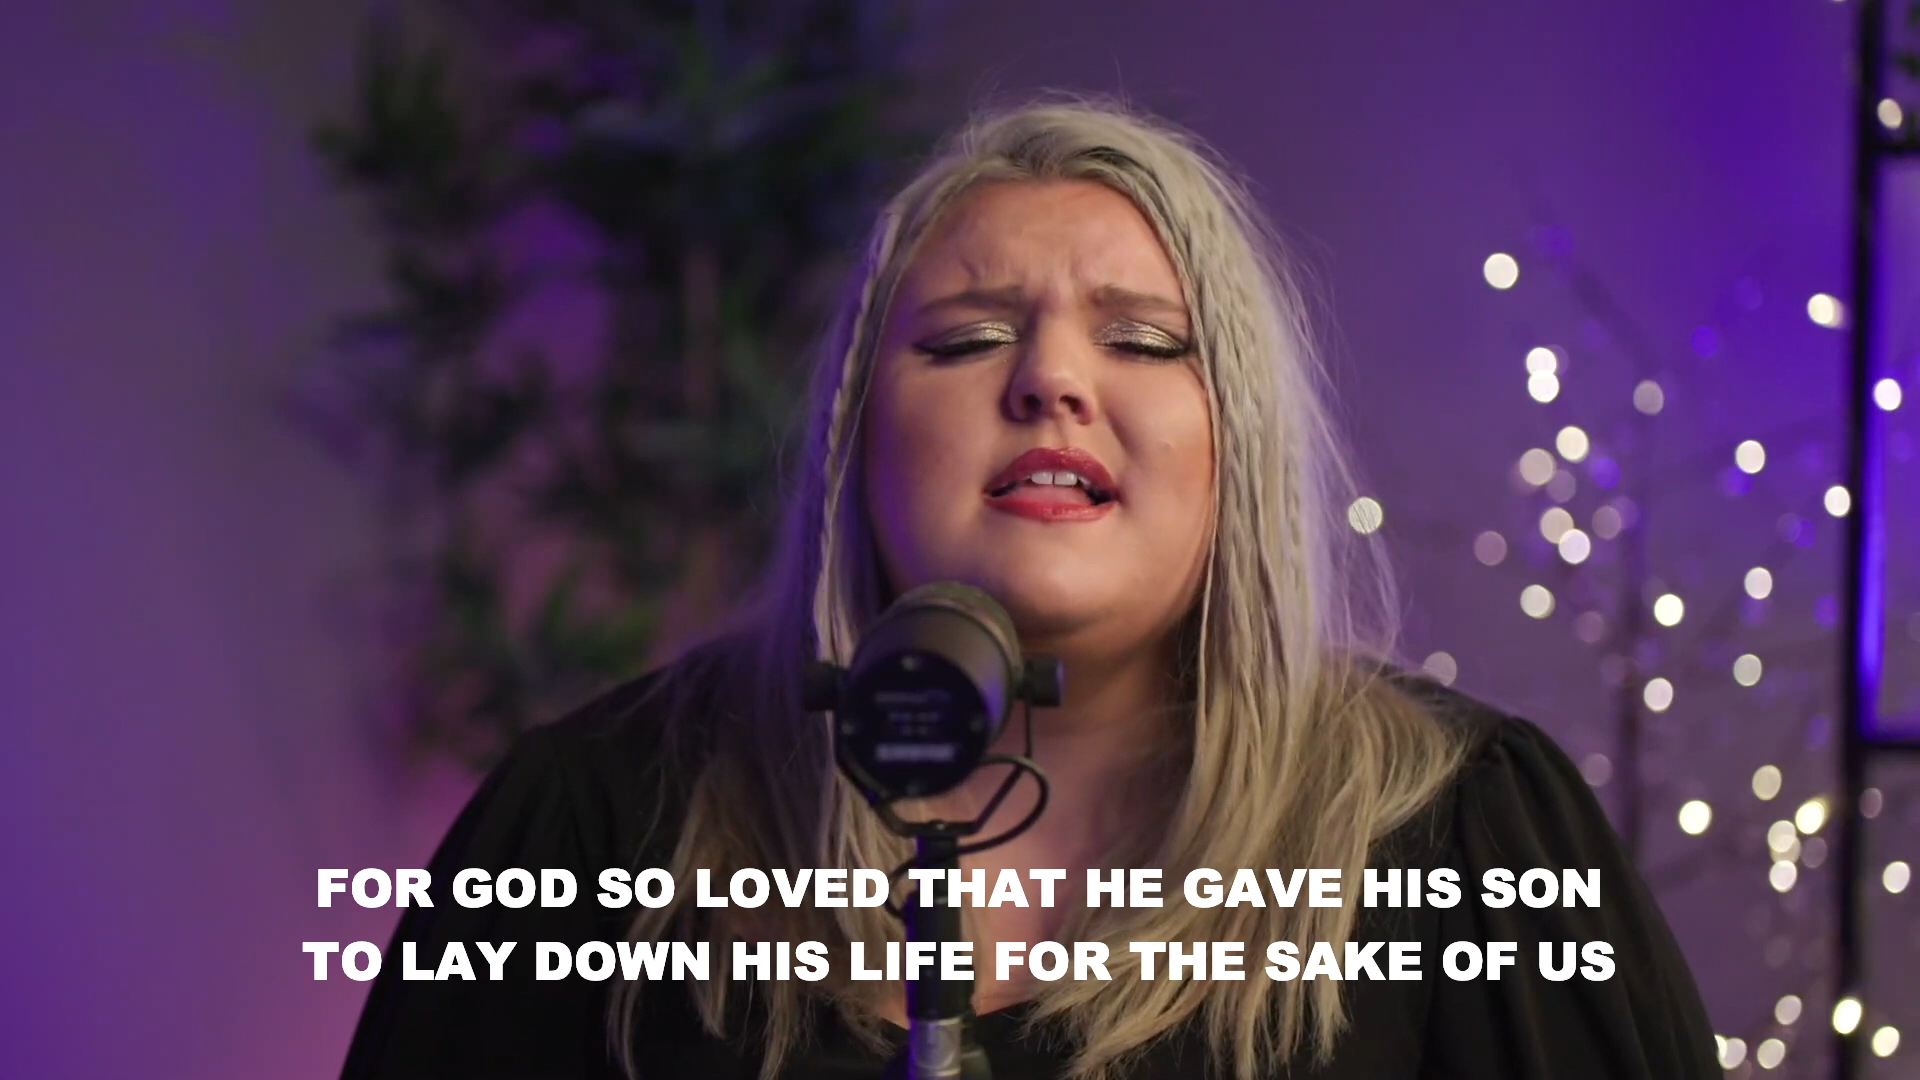 FOR GOD SO LOVED THAT HE GAVE HIS SON
TO LAY DOWN HIS LIFE FOR THE SAKE OF US